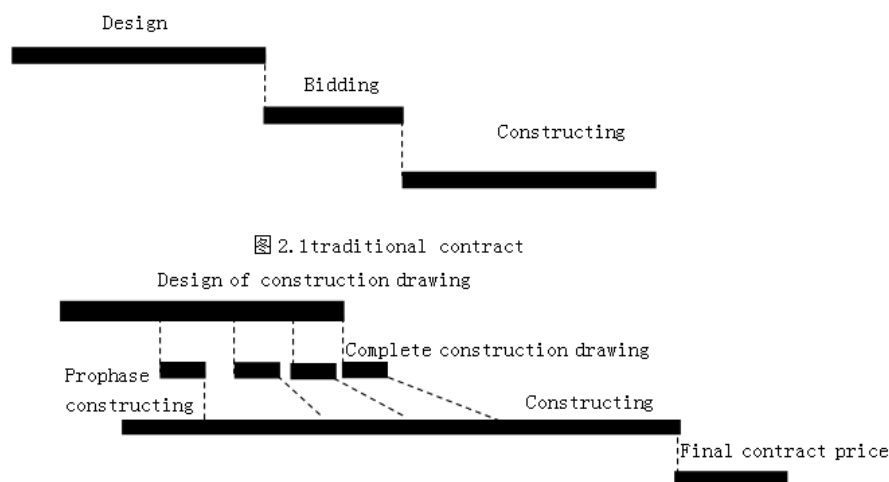 Design
Bidding
Constructing
图 2.1traditional contract
Design of construction drawing
Complete construction drawing
Prophase
constructing
Constructing
Final contract price